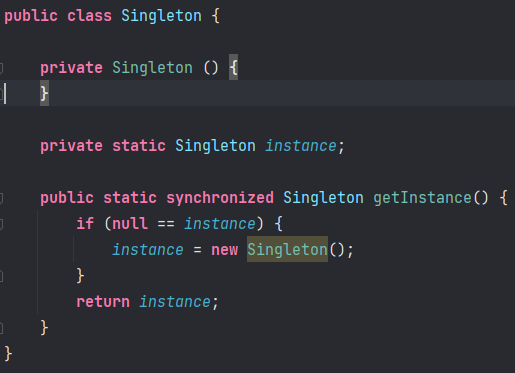 public class Singleton {
private Singleton () {
}
private static Singleton instance;
public static synchronized Singleton getInstance() {
if (null == instance) {
instance = new Singleton();
}
return instance;
}
}